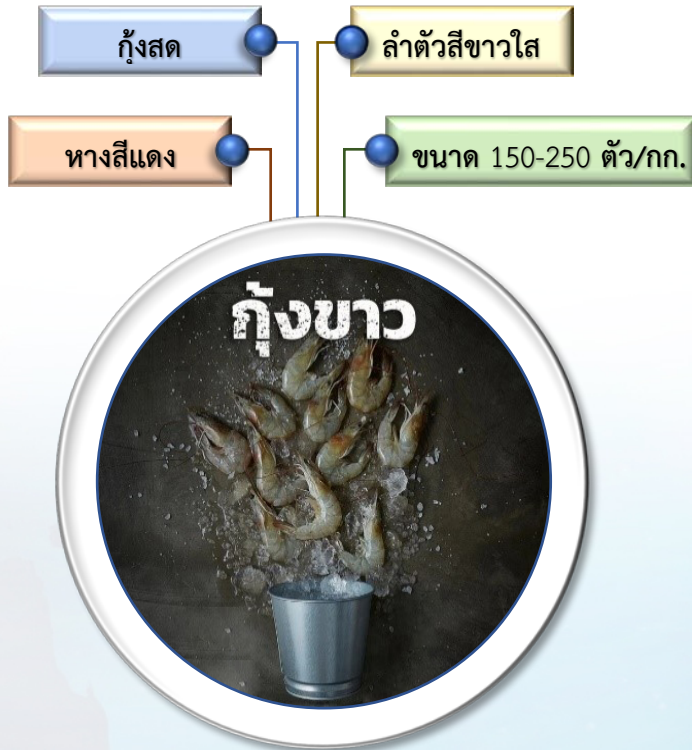 กุ้งสด
ลำตัวสีขาวใส
หางสีแดง
ขนาด 150-250 ตัว/กก.
กุ้งขาว